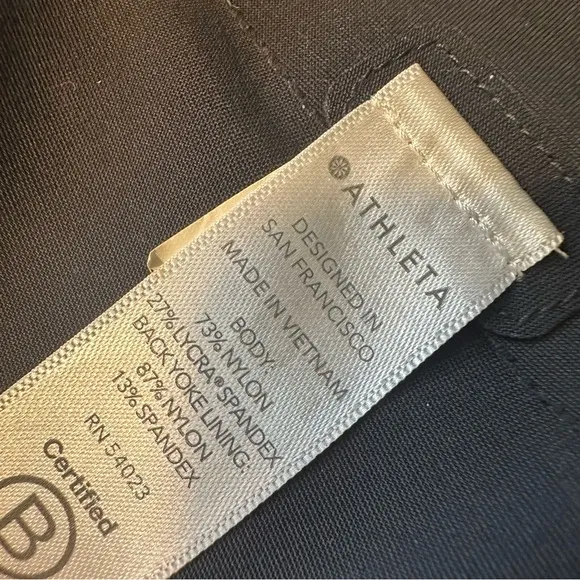 ATHLETA
DESIGNED IN
SAN FRANCISCO
MADE IN VIETNAM
BODY:
73% NYLON
27% LYCRA® SPANDEX
BACK YOKE LINING:
87% NYLON
13% SPANDEX
RN 54023
Certified
B